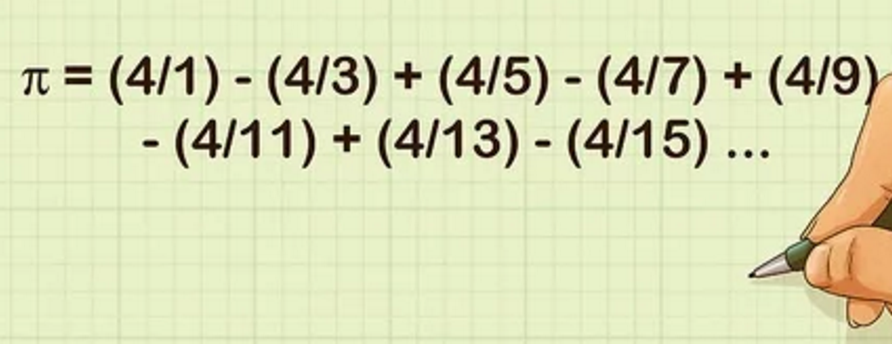 π = (4/1) - (4/3) + (4/5) - (4/7) + (4/9)
- (4/11) + (4/13) - (4/15) ...